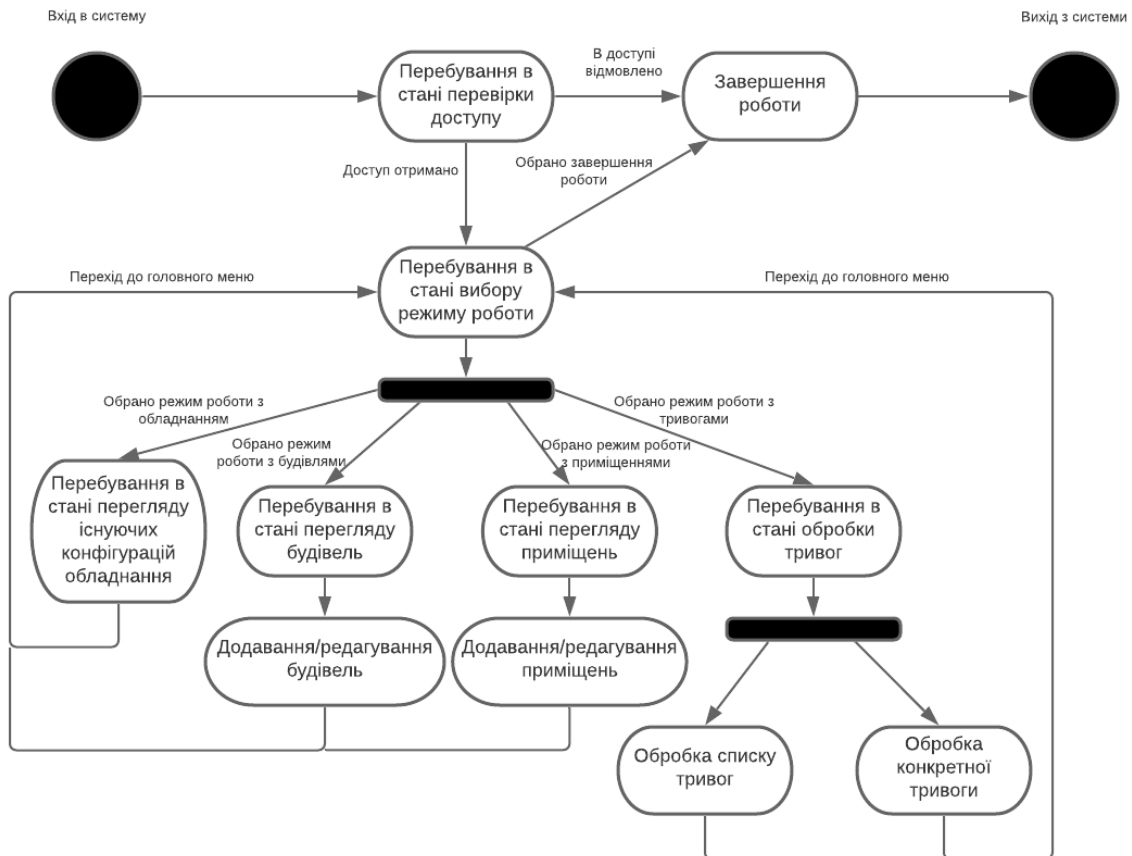 Вхід в систему
Вихід з системи
Перебування в
стані перевірки
доступу
В доступі
відмовлено
Завершення
роботи
Доступ отримано
Обрано завершення
роботи
Перехід до головного меню
Перебування в
стані вибору
режиму роботи
Перехід до головного меню
Обрано режим роботи з
обладнанням
Обрано режим
роботи з будівлями
Обрано режим роботи
з приміщеннями
Обрано режим роботи з
тривогами
Перебування в
стані перегляду
існуючих
конфігурацій
обладнання
Перебування в
стані перегляду
будівель
Перебування в
стані перегляду
приміщень
Перебування в
стані обробки
тривог
Додавання/редагування
будівель
Додавання/редагування
приміщень
Обробка списку
тривог
Обробка
конкретної
тривоги